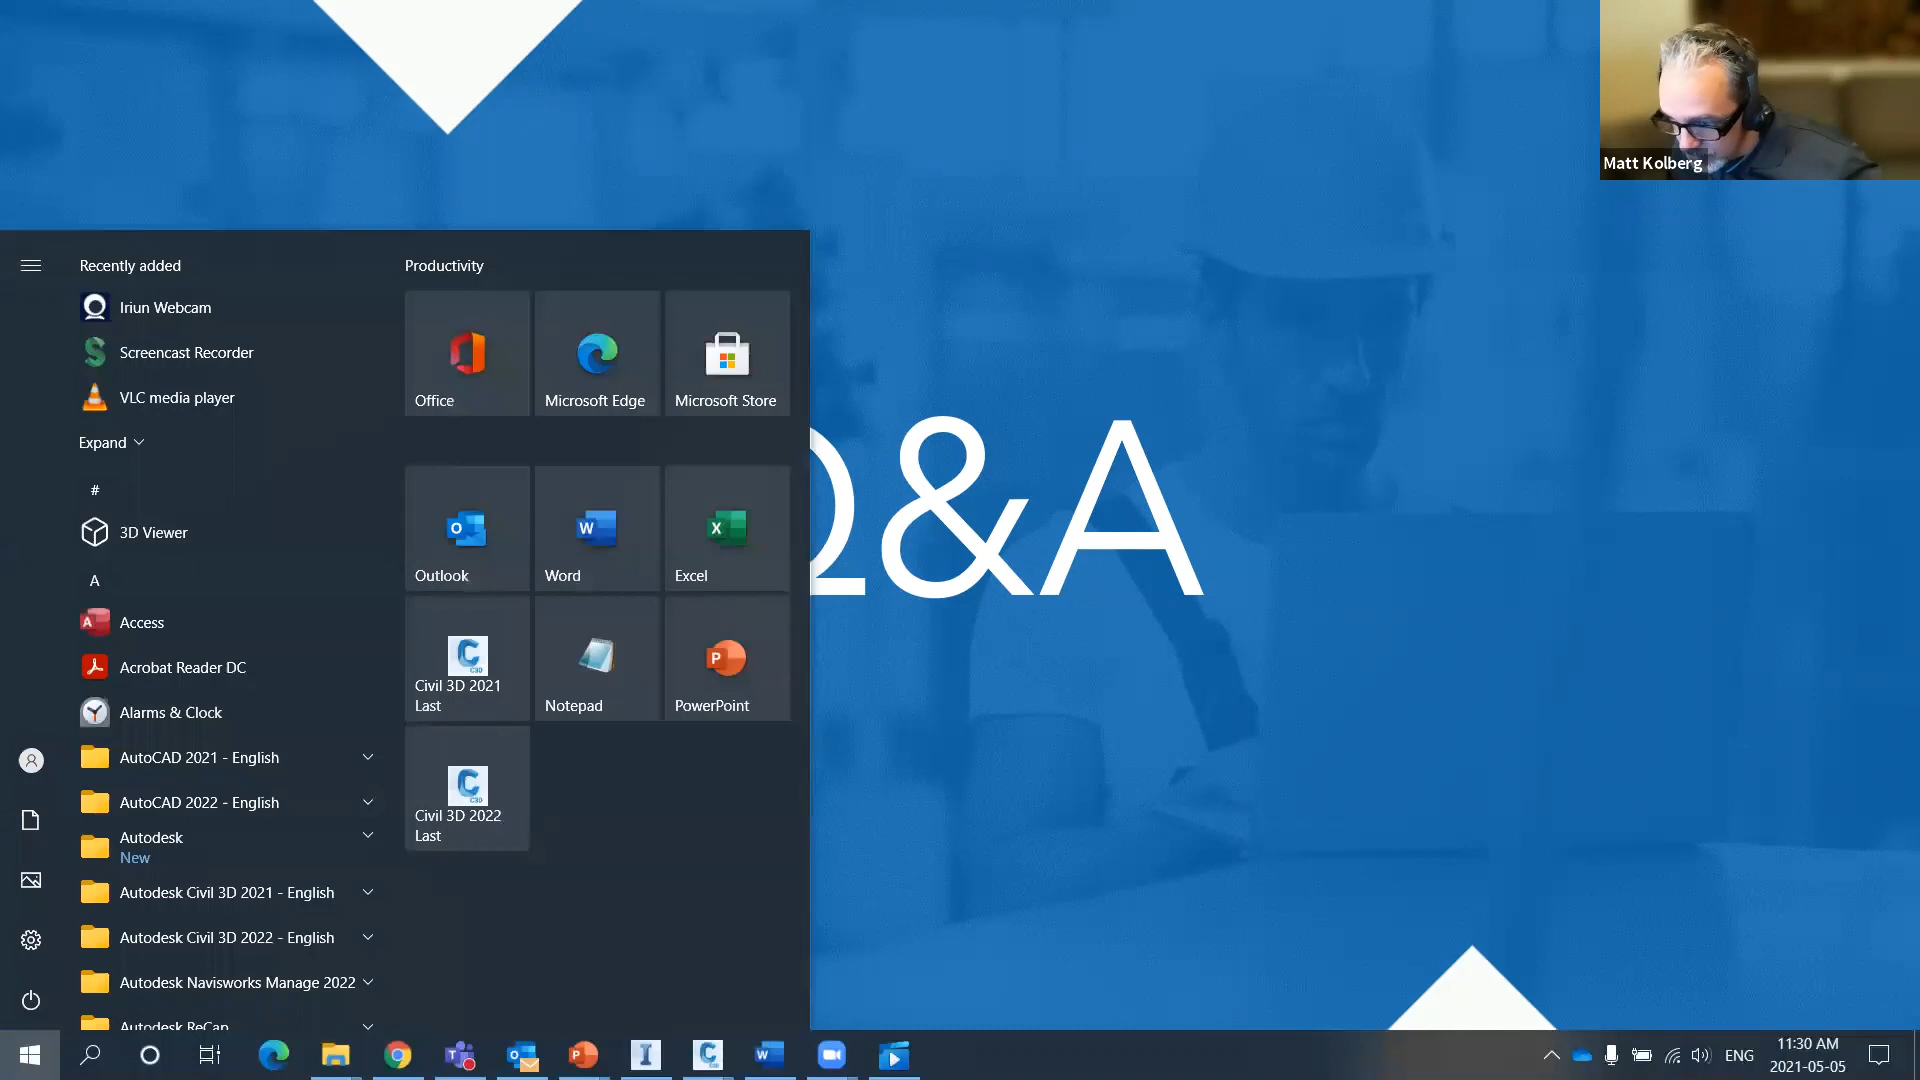 Matt Kolberg
Recently added
Iriun Webcam
Screencast Recorder
VLC media player
Expand
#
3D Viewer
A
Access
Acrobat Reader DC
Alarms & Clock
AutoCAD 2021 - English
AutoCAD 2022 - English
Autodesk
New
Autodesk Civil 3D 2021 - English
Autodesk Civil 3D 2022 - English
Autodesk Navisworks Manage 2022
Autodesk ReCap
Productivity
Office
Microsoft Edge
Microsoft Store
Outlook
Word
Excel
Civil 3D 2021
Last
Notepad
PowerPoint
Civil 3D 2022
Last
Q&A
ENG
11:30 AM
2021-05-05